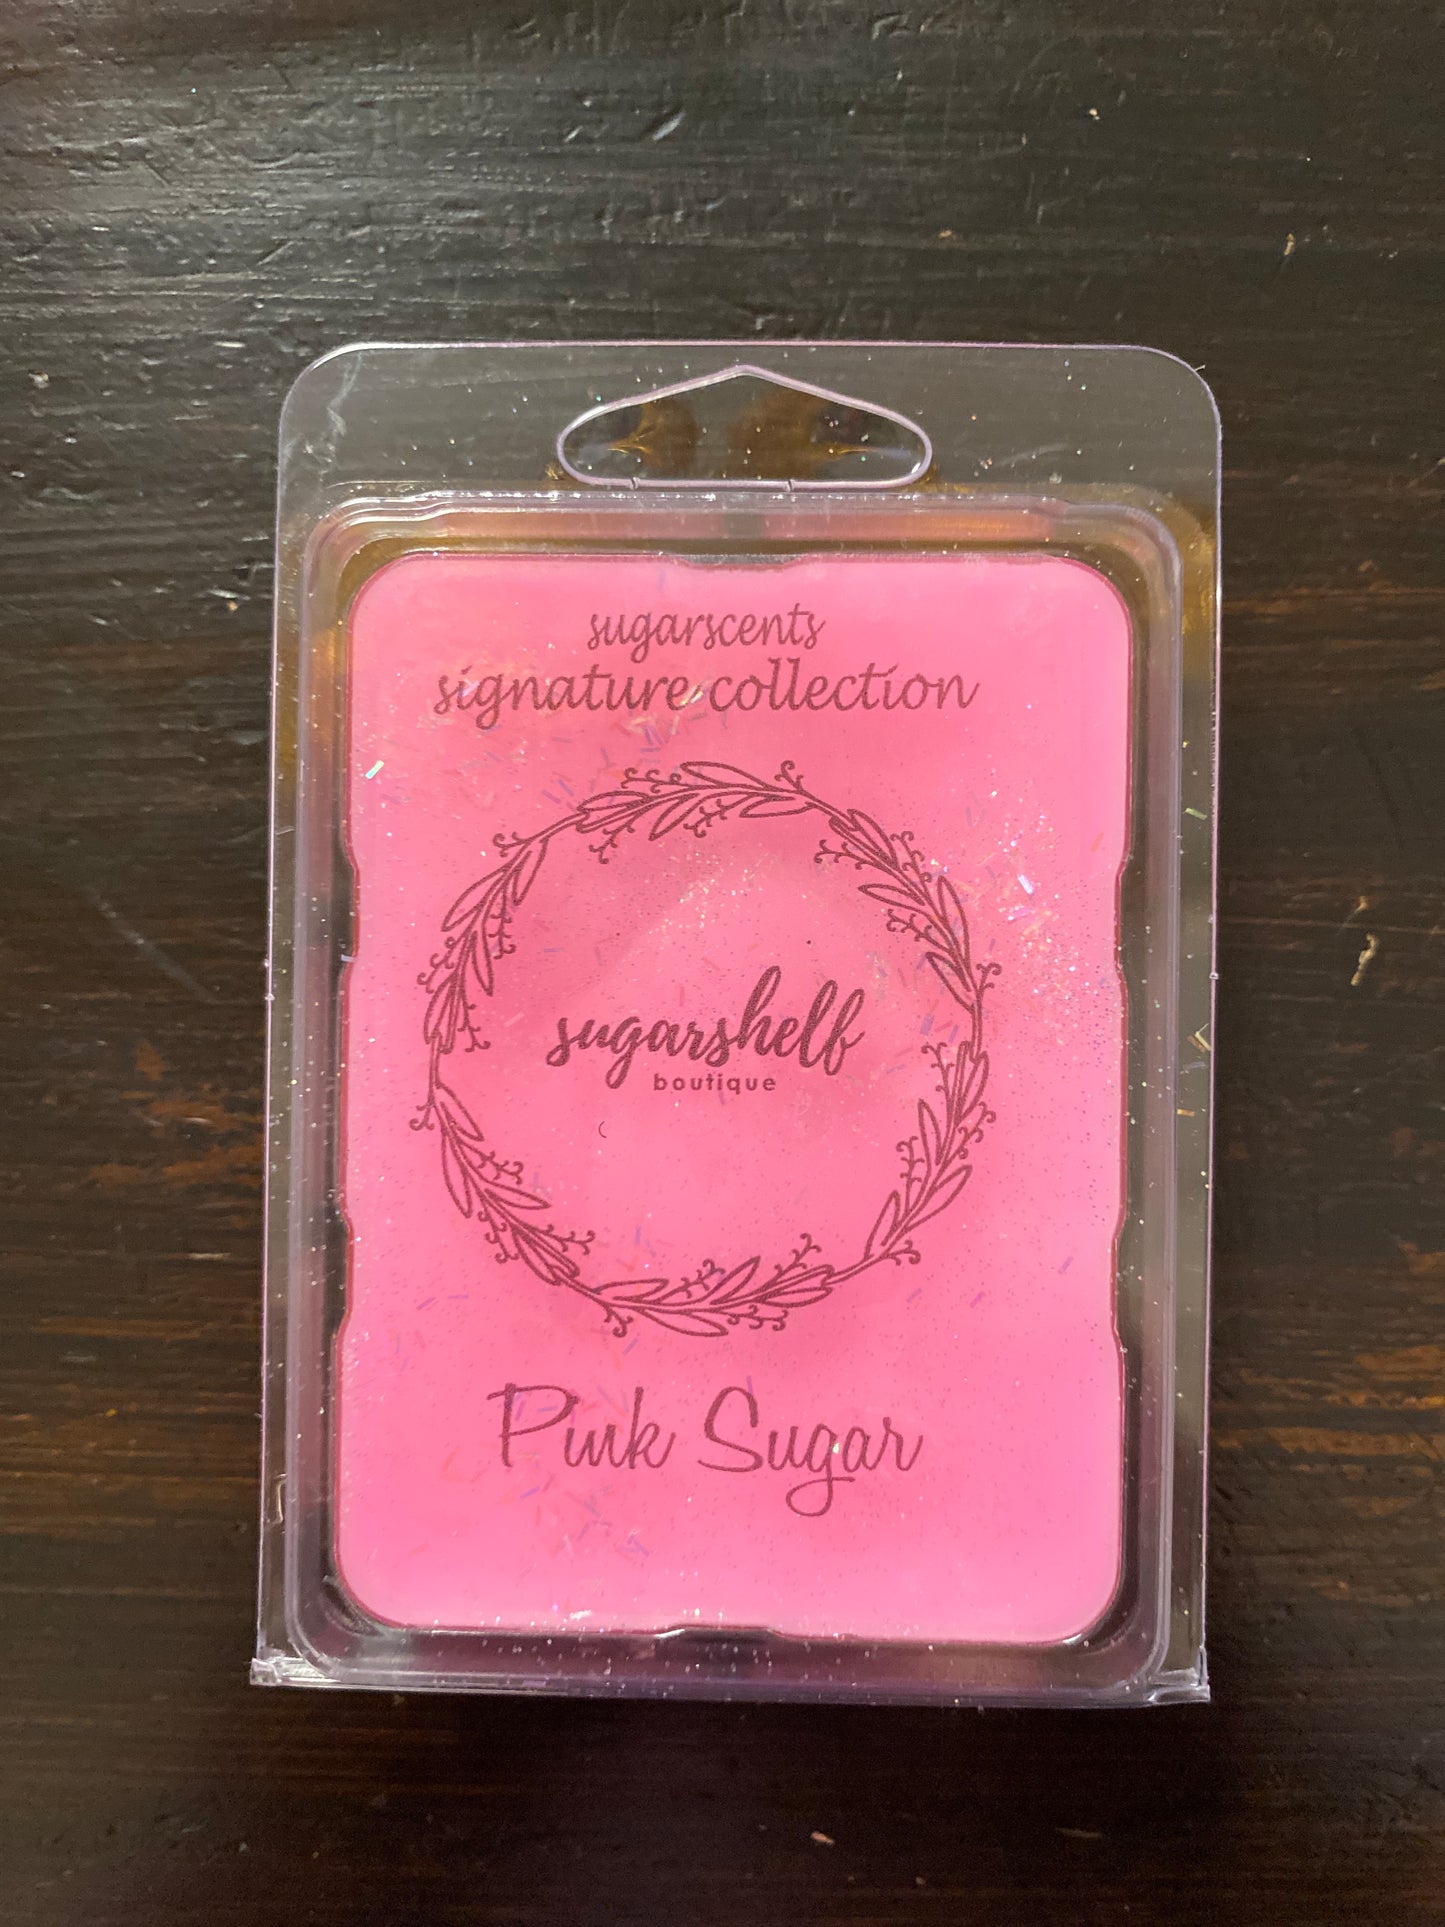 sugarscents
signature collection
sugarshelf
boutique
Pink Sugar